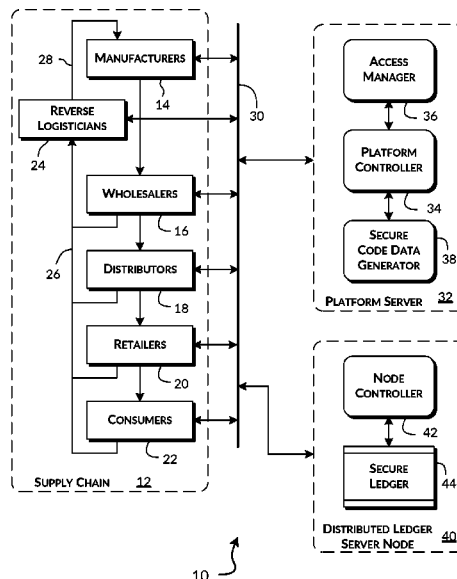 28
MANUFACTURERS
14
30
REVERSE
LOGISTICIANS
24
WHOLESALERS
16
26
DISTRIBUTORS
18
RETAILERS
20
CONSUMERS
22
SUPPLY CHAIN 12
ACCESS
MANAGER
36
PLATFORM
CONTROLLER
34
SECURE
CODE DATA
GENERATOR
38
PLATFORM SERVER 32
NODE
CONTROLLER
42
SECURE
LEDGER
44
DISTRIBUTED LEDGER
SERVER NODE 40
10